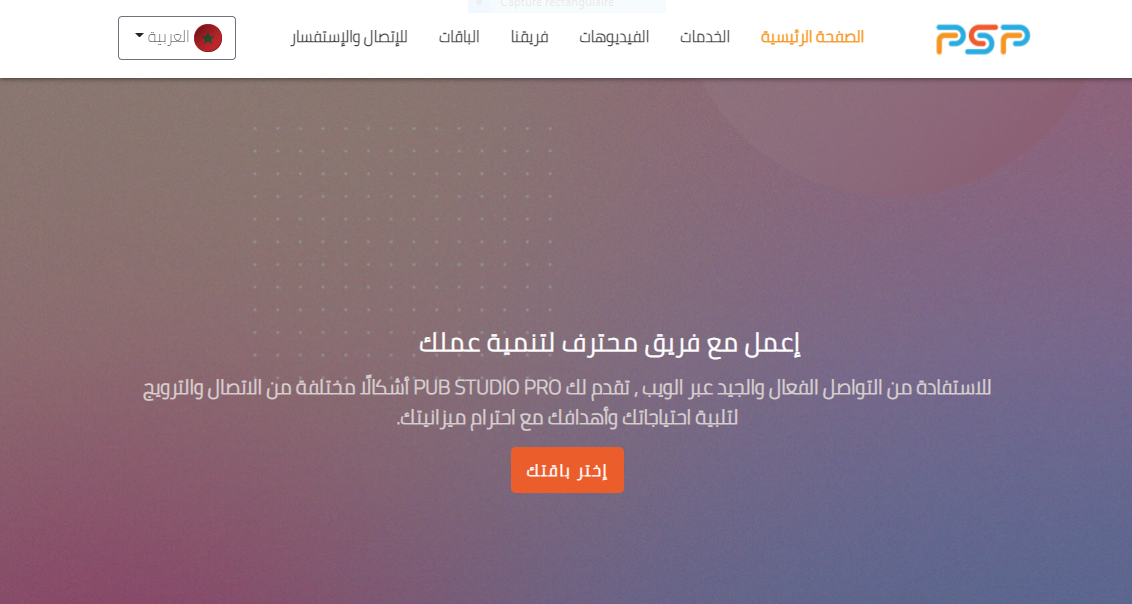 Capture rectangulaire
PSP
الصفحة الرئيسية
الخدمات
الفيديوهات
فريقنا
الباقات
للإتصال والإستفسار
العربية
إعمل مع فريق محترف لتنمية عملك
للاستفادة من التواصل الفعال والجيد عبر الويب , تقدم لك PUB STUDIO PRO أشكالًا مختلفة من الاتصال والترويج
لتلبية احتياجاتك وأهدافك مع احترام ميزانيتك.
إختر باقتك